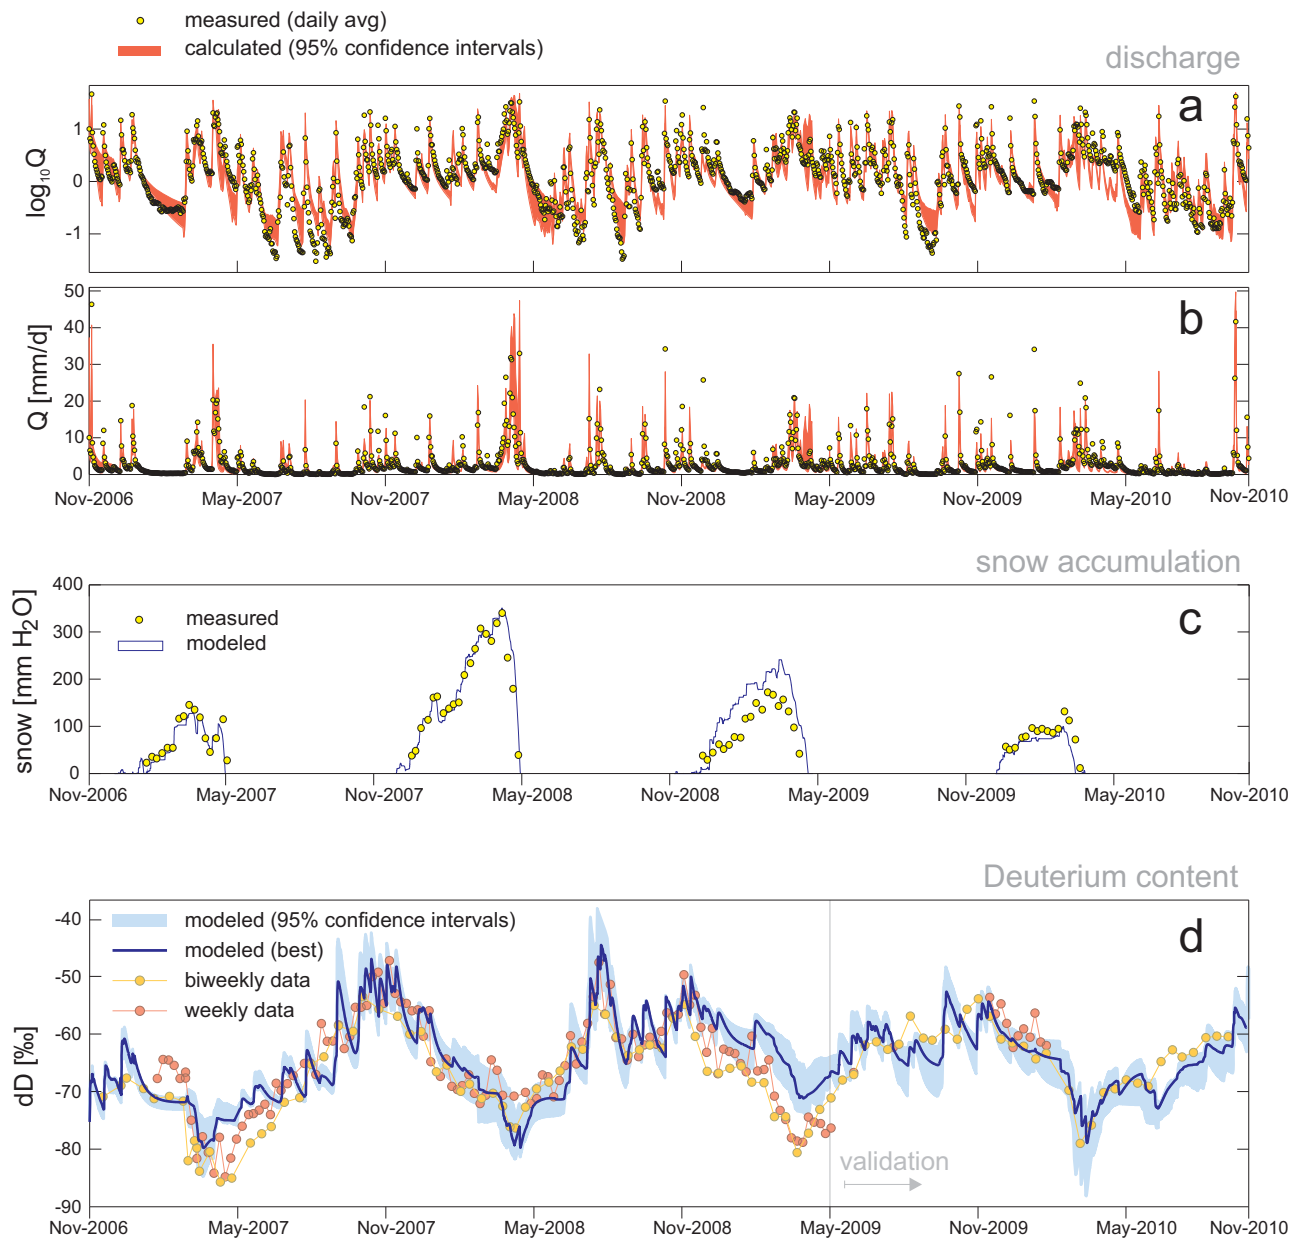 measured (daily avg)
calculated (95% confidence intervals)
discharge
a
log₁₀Q
1
0
-1
b
Q [mm/d]
50
40
30
20
10
0
Nov-2006 May-2007 Nov-2007 May-2008 Nov-2008 May-2009 Nov-2009 May-2010 Nov-2010
snow accumulation
c
snow [mm H₂O]
400
300
200
100
0
measured
modeled
Nov-2006 May-2007 Nov-2007 May-2008 Nov-2008 May-2009 Nov-2009 May-2010 Nov-2010
Deuterium content
d
dD [‰]
-40
-50
-60
-70
-80
-90
modeled (95% confidence intervals)
modeled (best)
biweekly data
weekly data
validation
Nov-2006 May-2007 Nov-2007 May-2008 Nov-2008 May-2009 Nov-2009 May-2010 Nov-2010